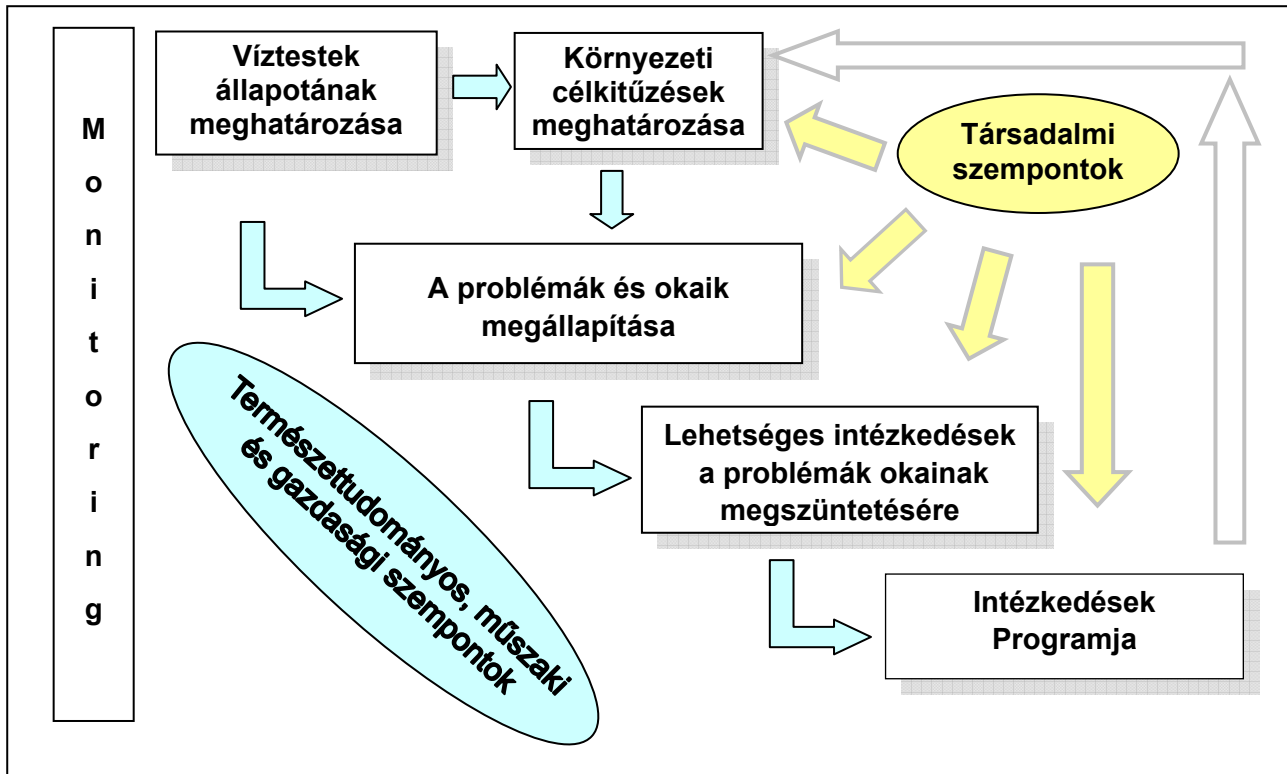 Monitoring
Víztestek
állapotának
meghatározása
Környezeti
célkitűzések
meghatározása
Társadalmi
szempontok
A problémák és okaik
megállapítása
Természettudományos, műszaki
és gazdasági szempontok
Lehetséges intézkedések
a problémák okainak
megszüntetésére
Intézkedések
Programja